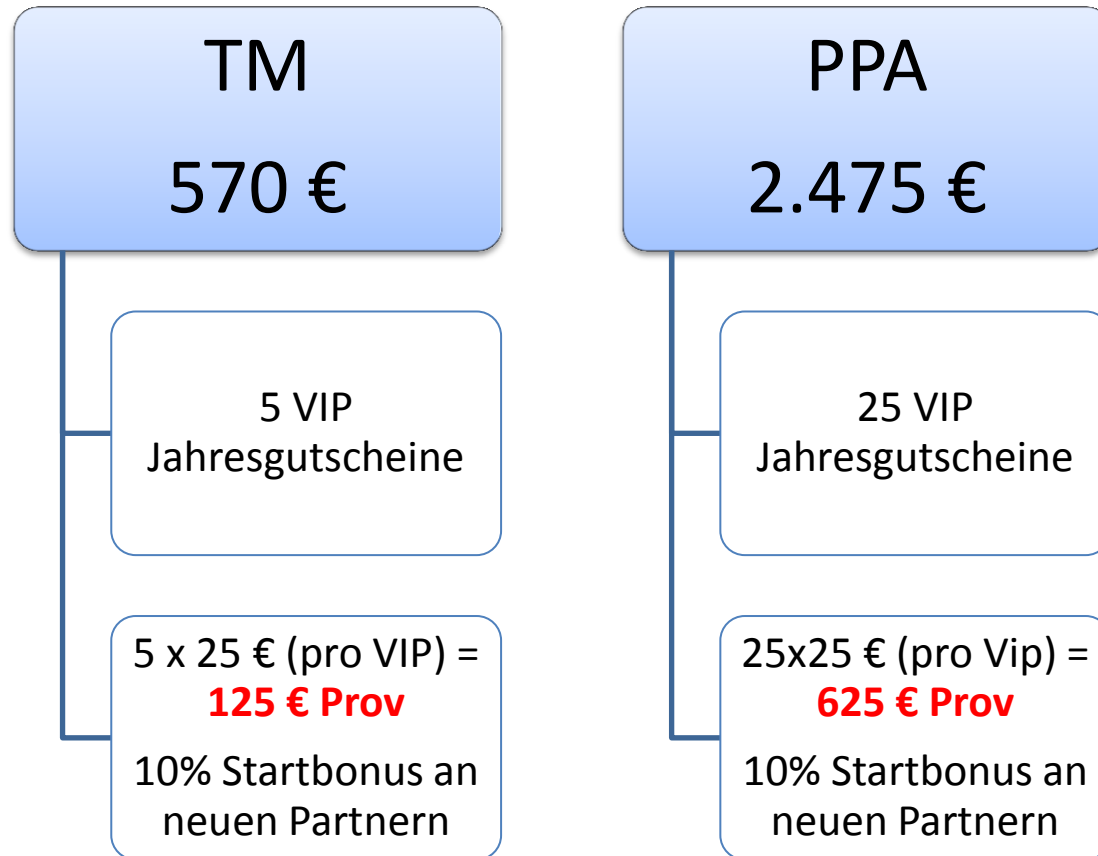 TM
570 €
5 VIP
Jahresgutscheine
5 x 25 € (pro VIP) =
125 € Prov
10% Startbonus an
neuen Partnern
PPA
2.475 €
25 VIP
Jahresgutscheine
25x25 € (pro Vip) =
625 € Prov
10% Startbonus an
neuen Partnern